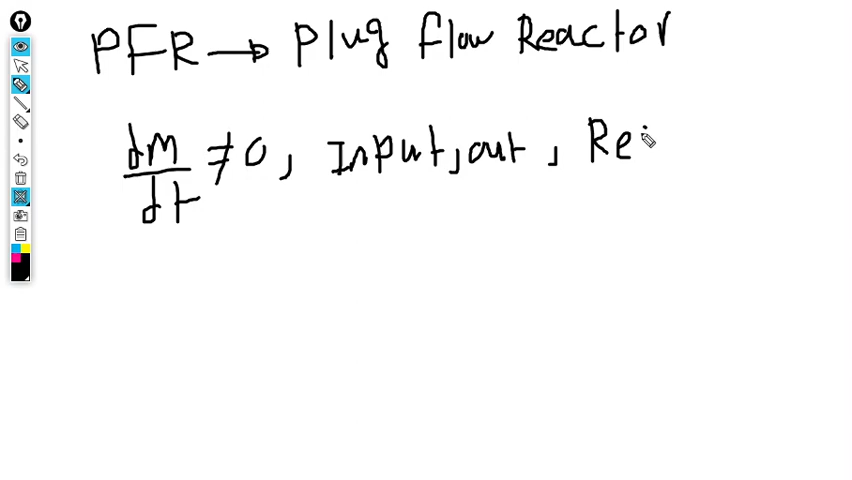 PFR → Plug flow Reactor
dM/dt ≠ 0, Input, out, Re